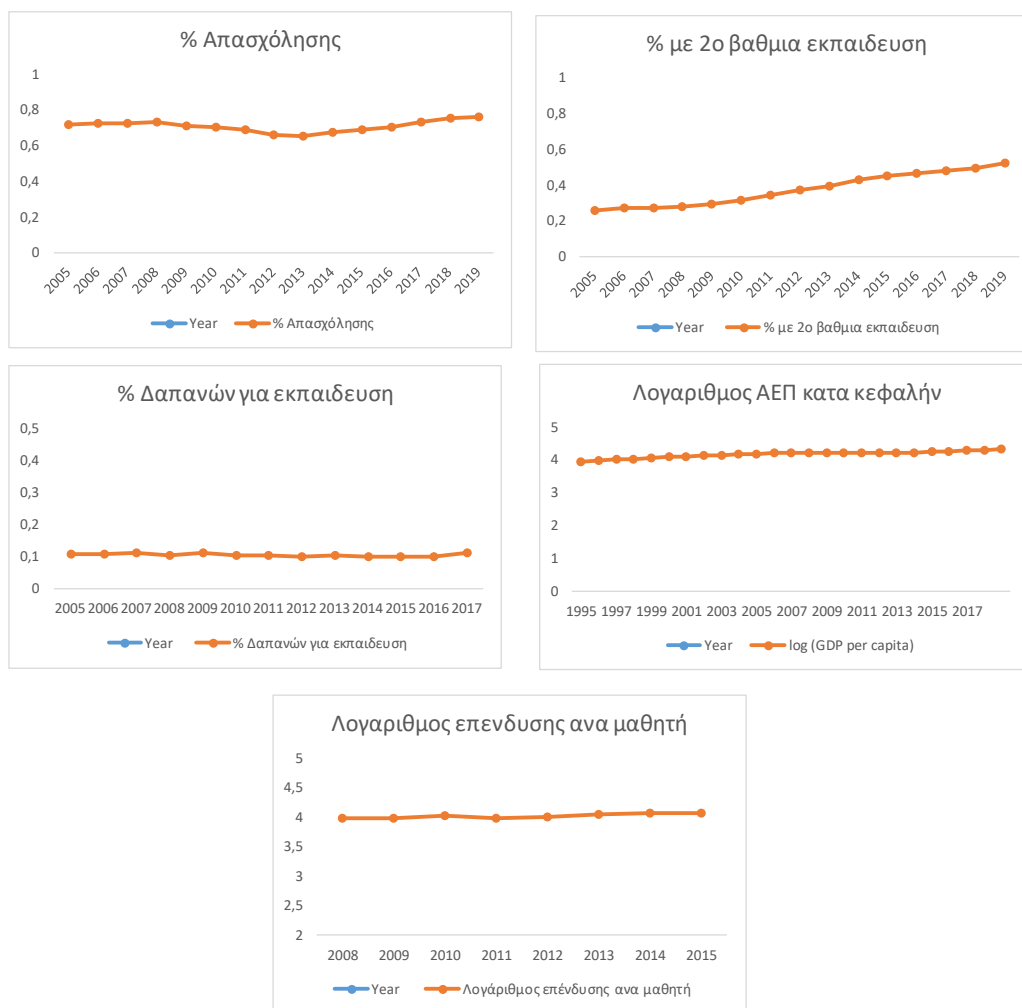 % Απασχόλησης
1
0,8
0,6
0,4
0,2
0
2005 2006 2007 2008 2009 2010 2011 2012 2013 2014 2015 2016 2017 2018 2019
Year % Απασχόλησης
% με 2ο βαθμια εκπαιδευση
1
0,8
0,6
0,4
0,2
0
2005 2006 2007 2008 2009 2010 2011 2012 2013 2014 2015 2016 2017 2018 2019
Year % με 2ο βαθμια εκπαιδευση
% Δαπανών για εκπαιδευση
0,5
0,4
0,3
0,2
0,1
0
2005 2006 2007 2008 2009 2010 2011 2012 2013 2014 2015 2016 2017
Year % Δαπανών για εκπαιδευση
Λογαριθμος ΑΕΠ κατα κεφαλήν
5
4
3
2
1
0
1995 1997 1999 2001 2003 2005 2007 2009 2011 2013 2015 2017
Year log (GDP per capita)
Λογαριθμος επενδυσης ανα μαθητή
5
4,5
4
3,5
3
2,5
2
2008 2009 2010 2011 2012 2013 2014 2015
Year Λογάριθμος επένδυσης ανα μαθητή